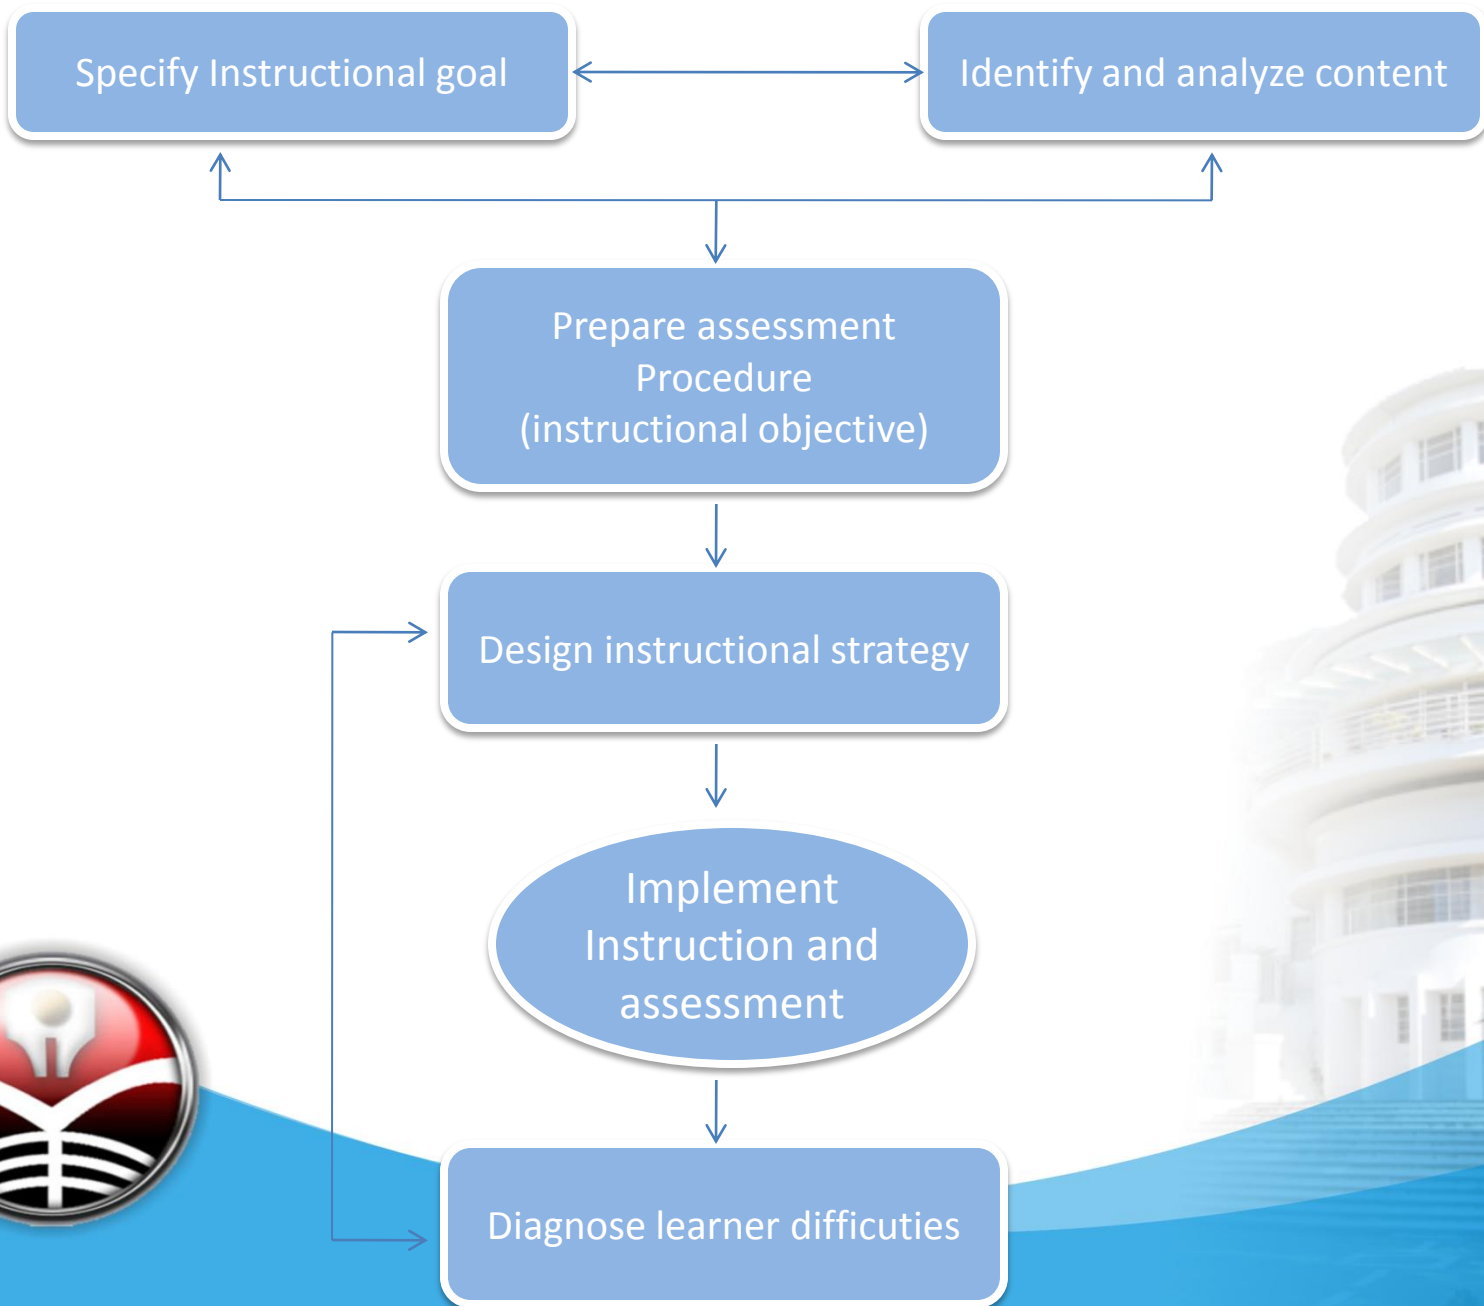 Specify Instructional goal
Identify and analyze content
Prepare assessment
Procedure
(instructional objective)
Design instructional strategy
Implement
Instruction and
assessment
Diagnose learner difficuties